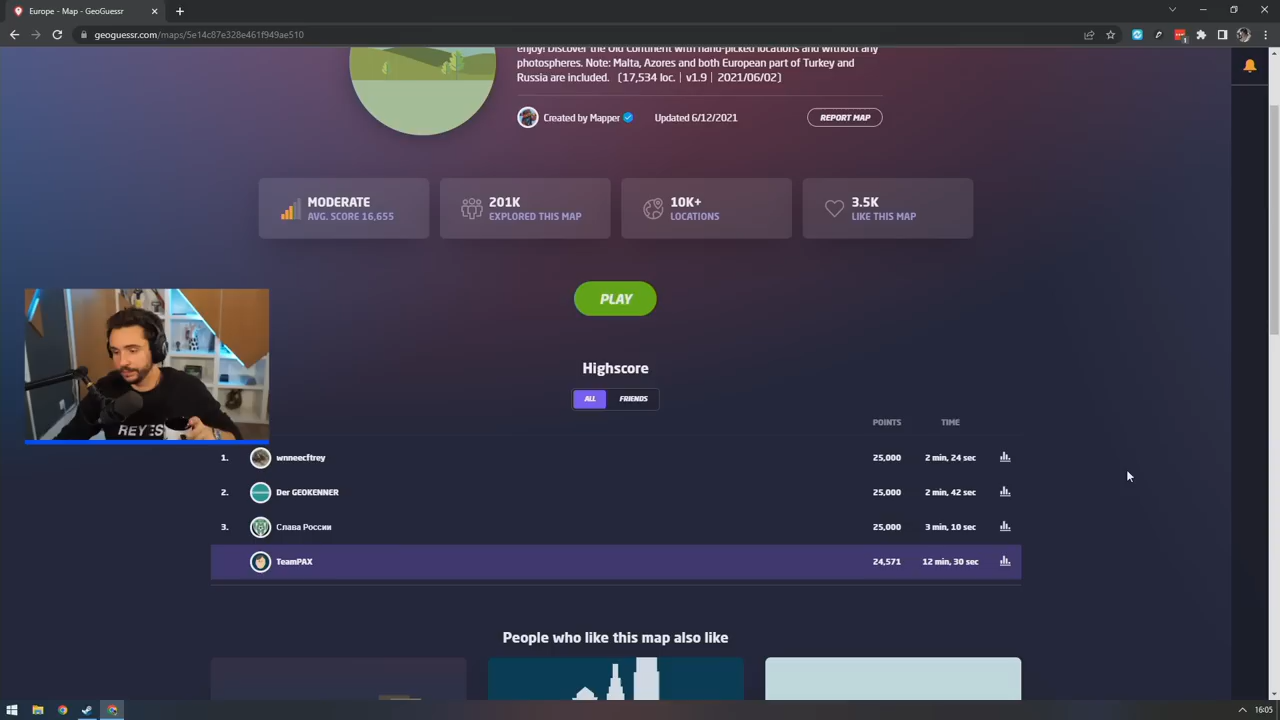 Europe - Map - GeoGuessr
geoguessr.com/maps/5e14c87e328e461f949ae510
enjoy! Discover the Old Continent with hand-picked locations and without any
photospheres. Note: Malta, Azores and both European part of Turkey and
Russia are included. (17,534 loc. | v1.9 | 2021/06/02)
Created by Mapper
Updated 6/12/2021
REPORT MAP
MODERATE
AVG. SCORE 16,655
201K
EXPLORED THIS MAP
10K+
LOCATIONS
3.5K
LIKE THIS MAP
PLAY
Highscore
ALL
FRIENDS
POINTS TIME
1. wnneecftrey 25,000 2 min, 24 sec
2. Der GEOKENNER 25,000 2 min, 42 sec
3. Слава России 25,000 3 min, 10 sec
TeamPAX 24,571 12 min, 30 sec
People who like this map also like
REYES
16:05